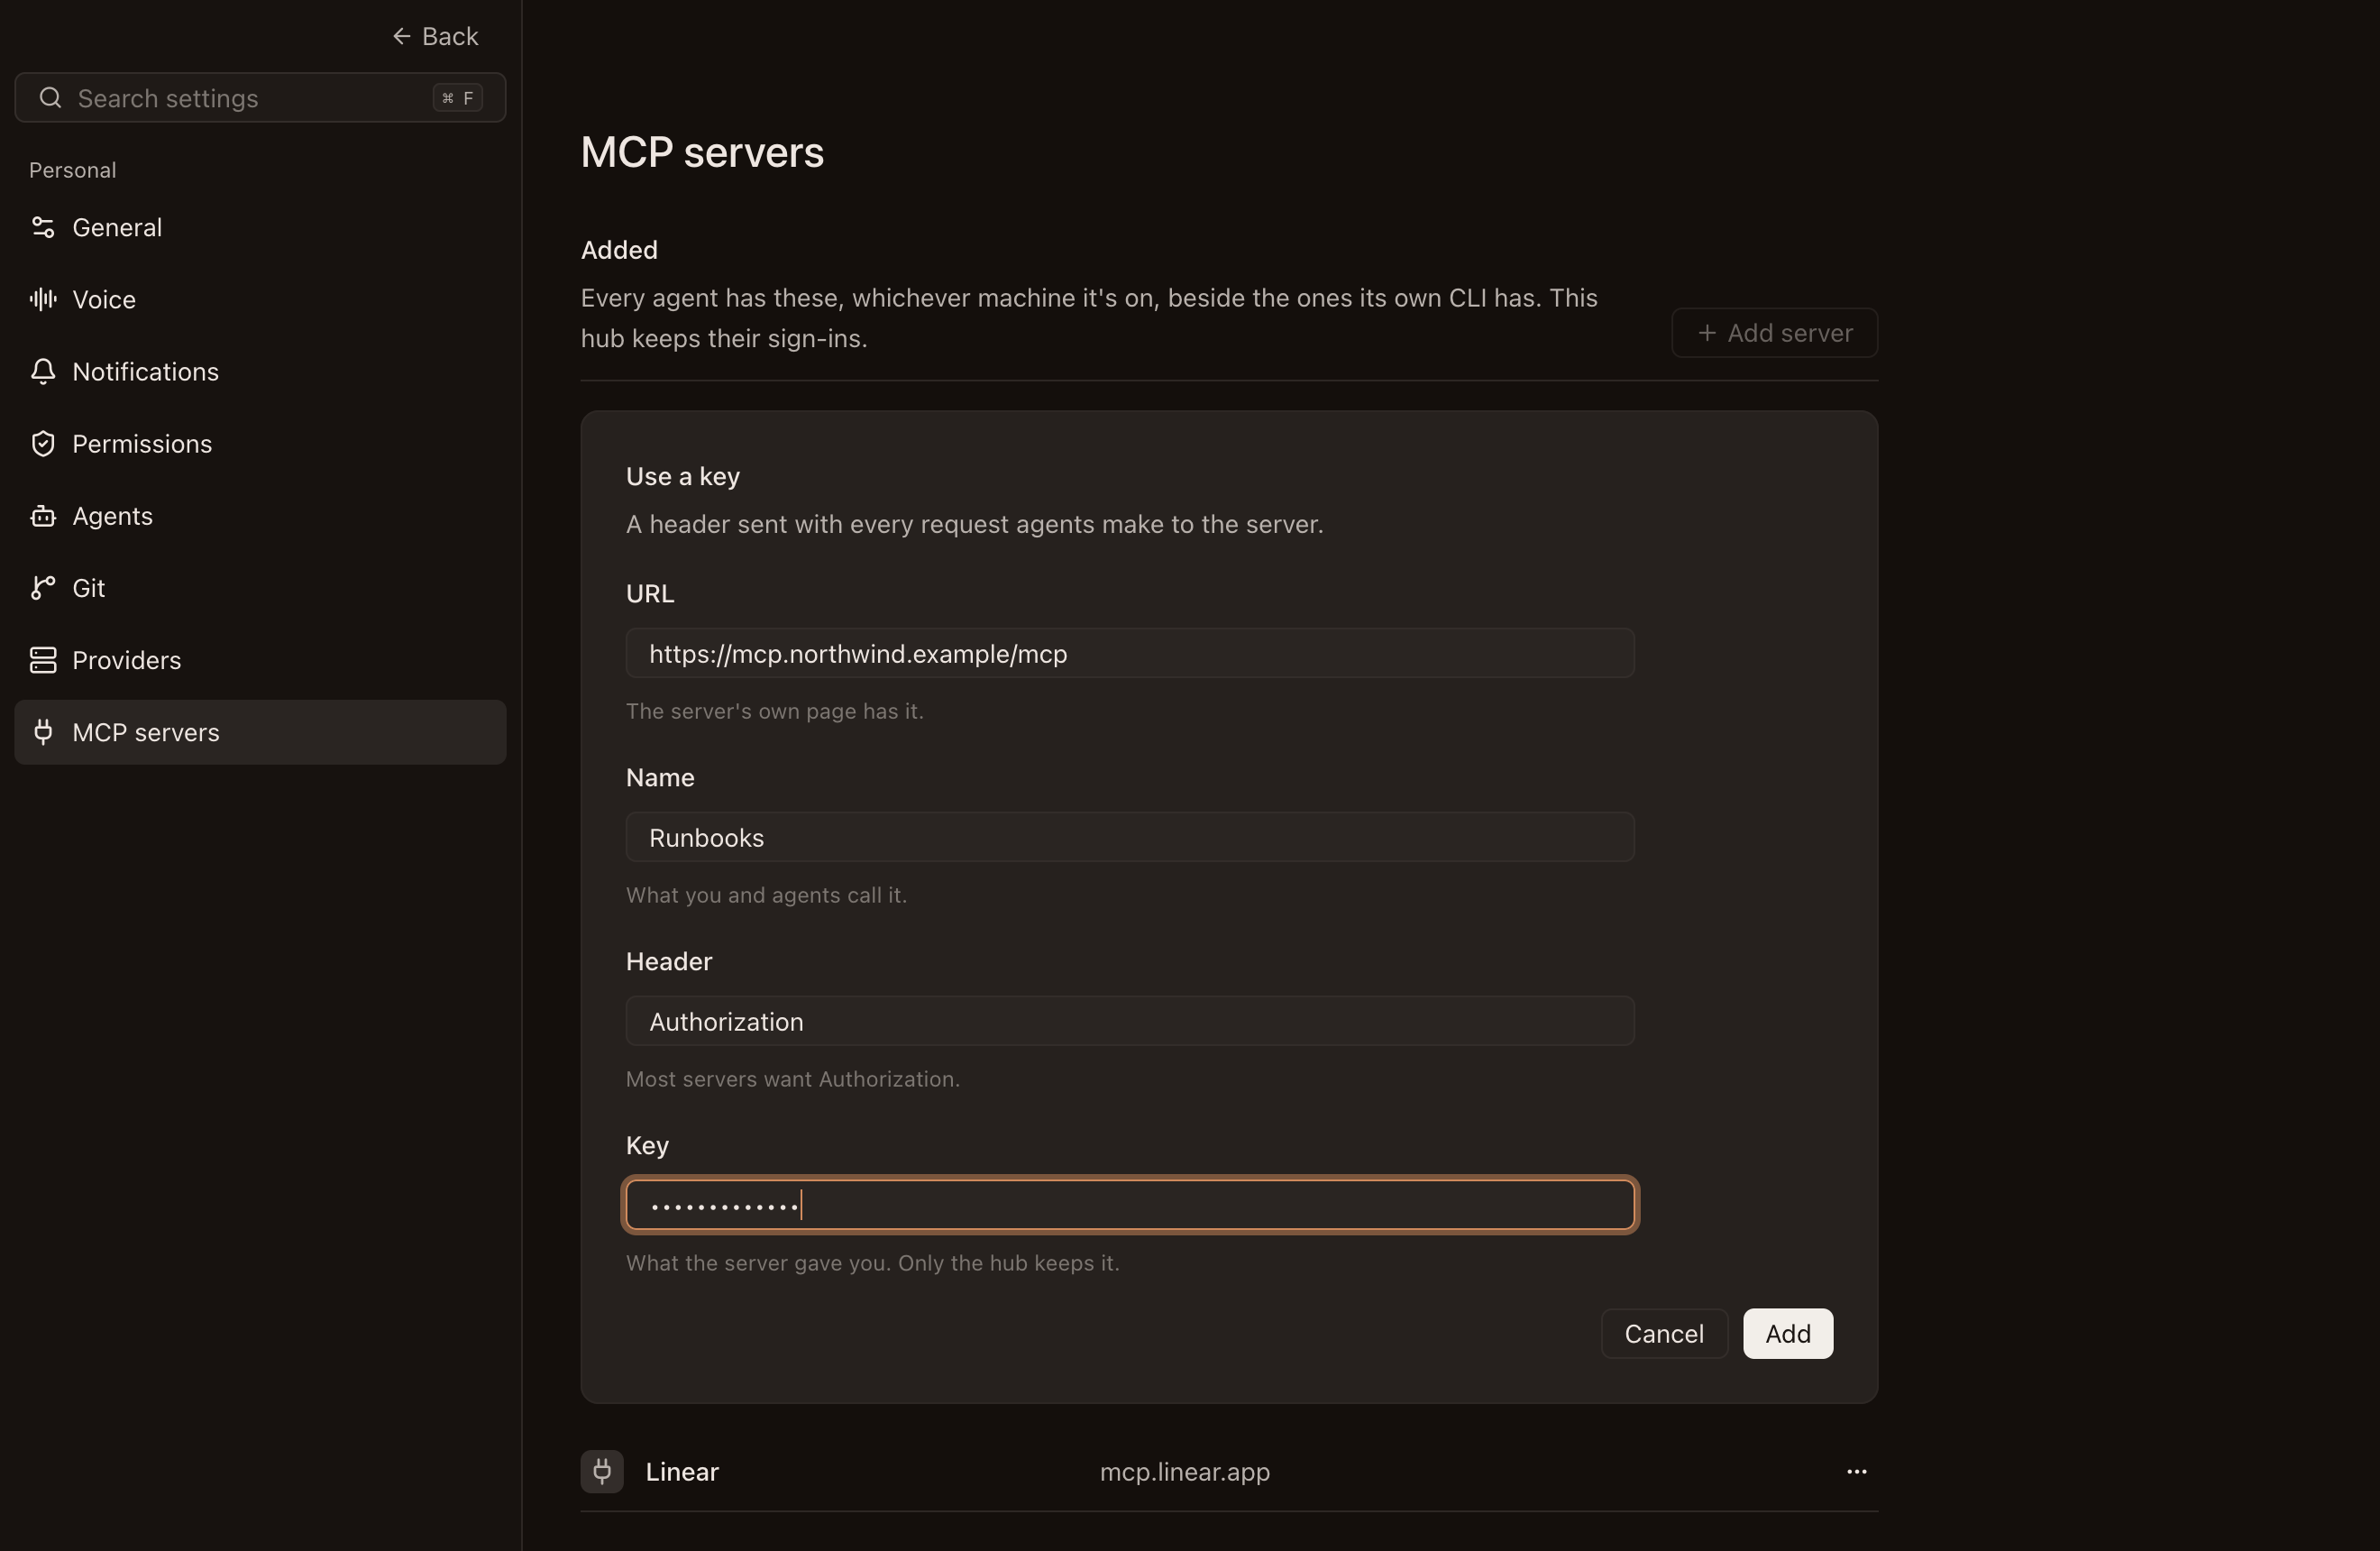 Back
Search settings
⌘ F
Personal
General
Voice
Notifications
Permissions
Agents
Git
Providers
MCP servers
MCP servers
Added
Every agent has these, whichever machine it's on, beside the ones its own CLI has. This
hub keeps their sign-ins.
Add server
Use a key
A header sent with every request agents make to the server.
URL
https://mcp.northwind.example/mcp
The server's own page has it.
Name
Runbooks
What you and agents call it.
Header
Authorization
Most servers want Authorization.
Key
•••••••••••••
What the server gave you. Only the hub keeps it.
Cancel
Add
Linear
mcp.linear.app